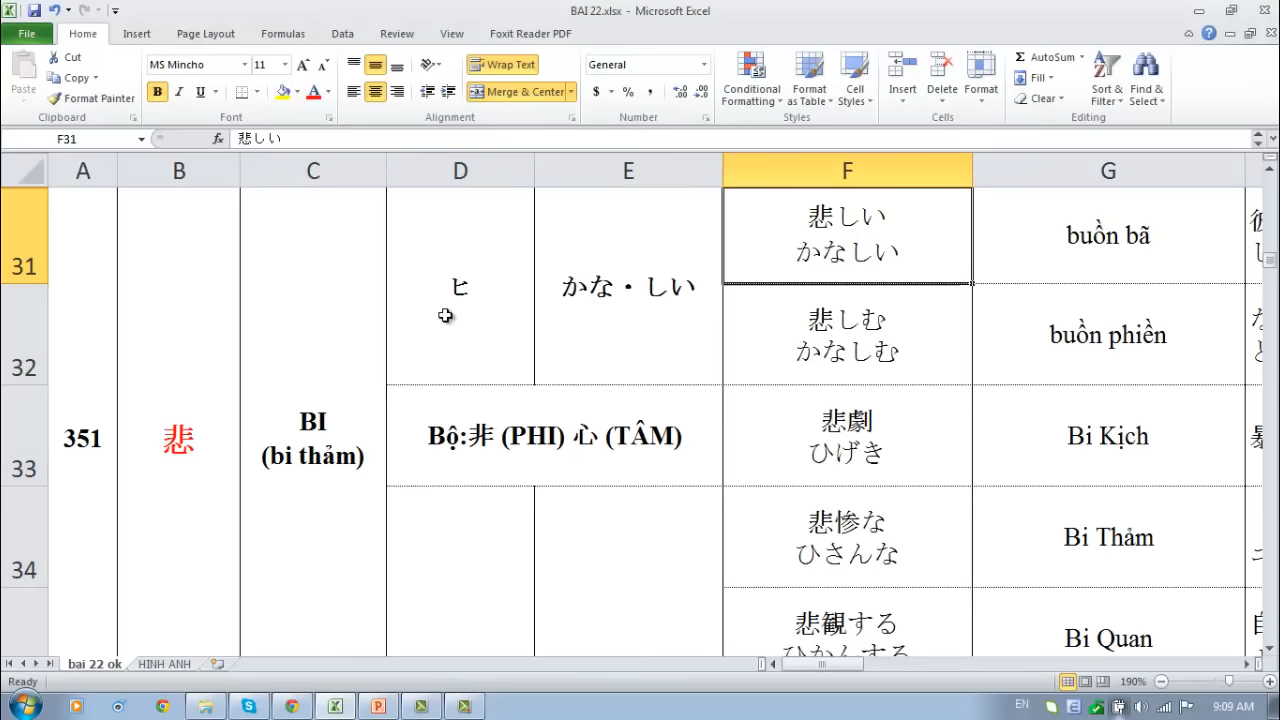 BAI 22.xlsx - Microsoft Excel
File Home Insert Page Layout Formulas Data Review View Foxit Reader PDF
Paste
Cut
Copy
Format Painter
Clipboard
MS Mincho 11
B I U
Font
Wrap Text
Merge & Center
Alignment
General
$ % ,
Number
Conditional Formatting
Format as Table
Cell Styles
Styles
Insert
Delete
Format
Cells
AutoSum
Fill
Clear
Sort & Filter
Find & Select
Editing
F31
fx
悲しい
A B C D E F G
31
32
33
34
351
悲
BI
(bi thảm)
ヒ
かな・しい
Bộ:非 (PHI) 心 (TÂM)
悲しい
かなしい
buồn bã
悲しむ
かなしむ
buồn phiền
悲劇
ひげき
Bi Kịch
悲惨な
ひさんな
Bi Thảm
悲観する
ひかんする
Bi Quan
bai 22 ok
HINH ANH
Ready
190%
EN
9:09 AM